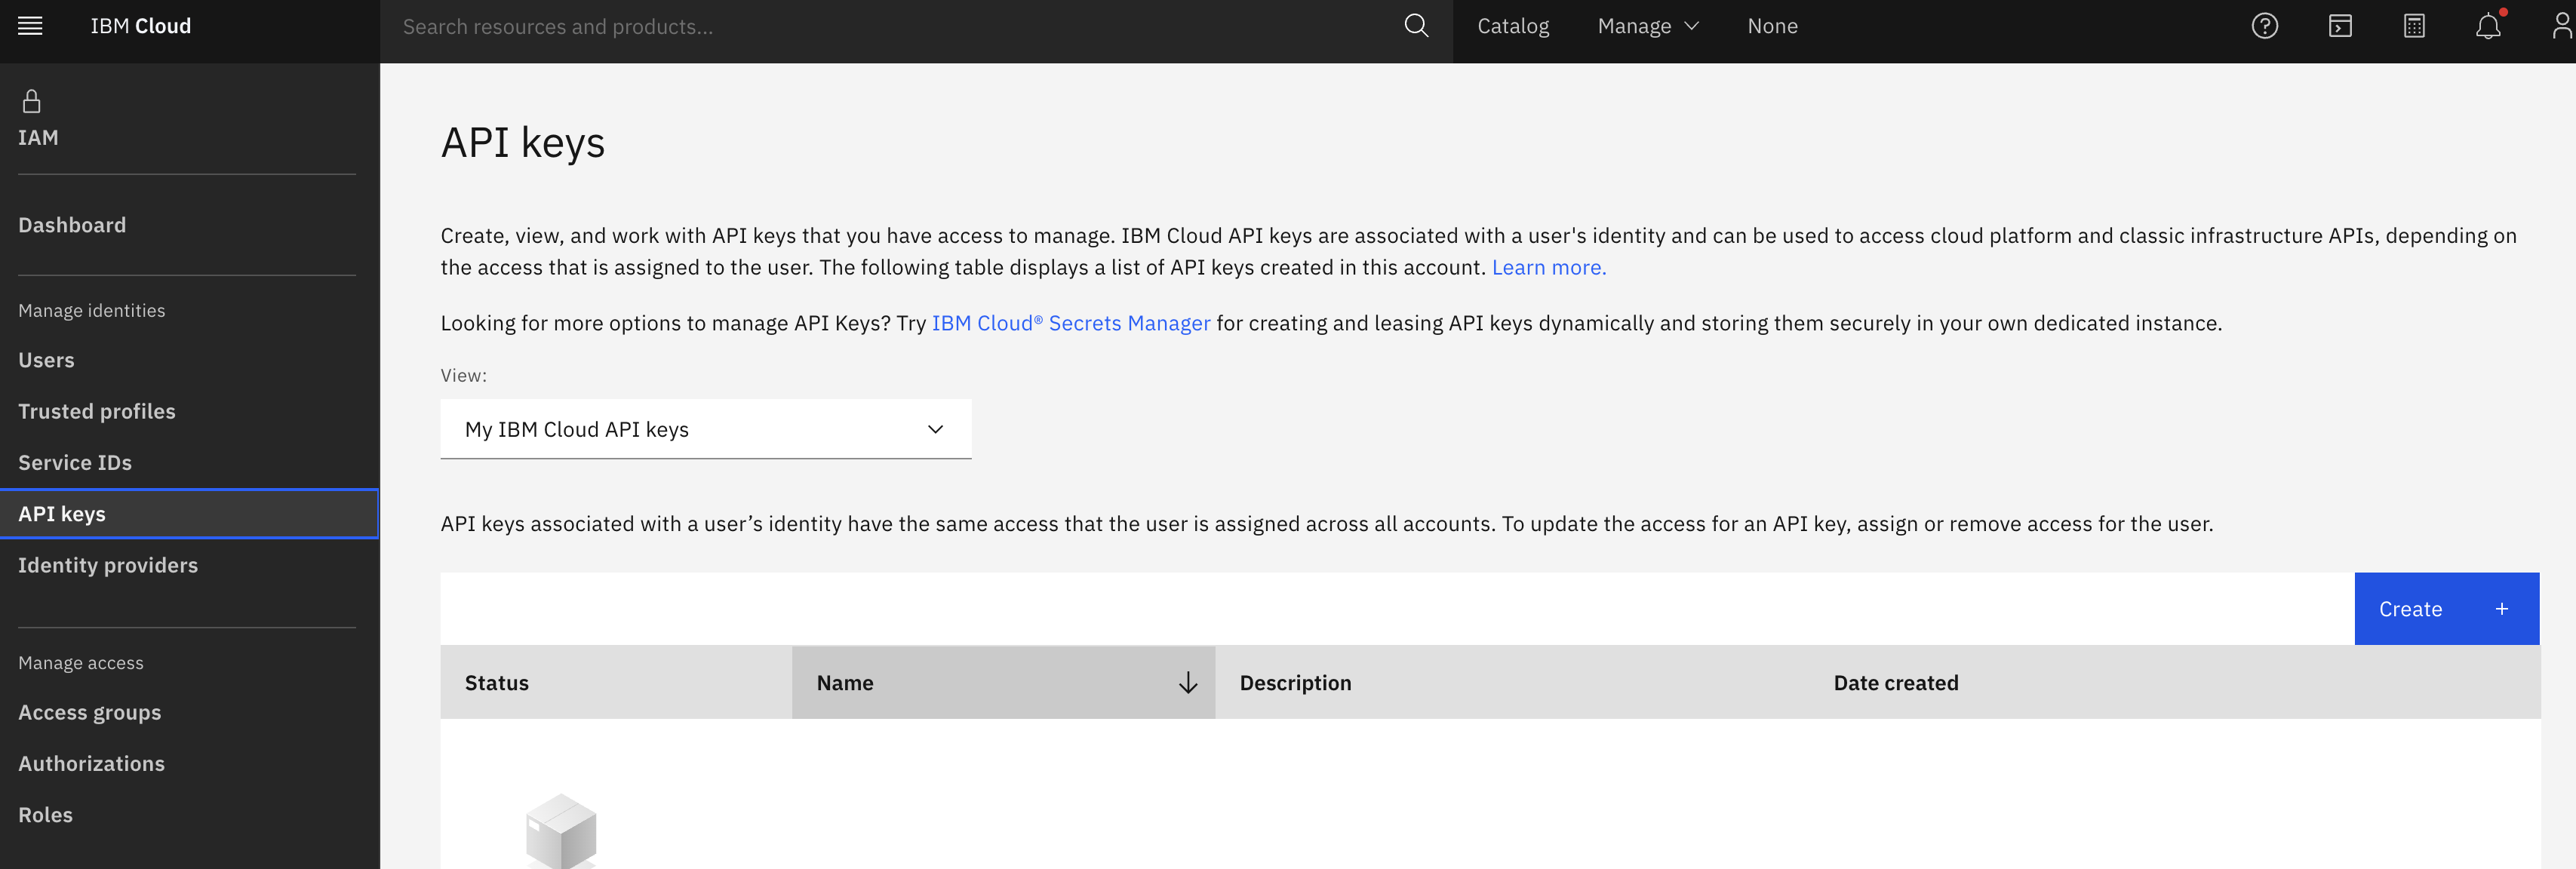 IBM Cloud
Search resources and products...
Catalog
Manage
None
IAM
Dashboard
Manage identities
Users
Trusted profiles
Service IDs
API keys
Identity providers
Manage access
Access groups
Authorizations
Roles
API keys
Create, view, and work with API keys that you have access to manage. IBM Cloud API keys are associated with a user's identity and can be used to access cloud platform and classic infrastructure APIs, depending on
the access that is assigned to the user. The following table displays a list of API keys created in this account. Learn more.
Looking for more options to manage API Keys? Try IBM Cloud® Secrets Manager for creating and leasing API keys dynamically and storing them securely in your own dedicated instance.
View:
My IBM Cloud API keys
API keys associated with a user’s identity have the same access that the user is assigned across all accounts. To update the access for an API key, assign or remove access for the user.
Create +
Status
Name
Description
Date created